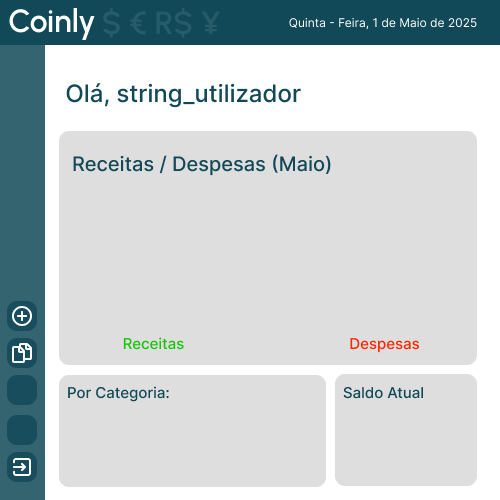 Coinly $ € R$ ¥
Quinta - Feira, 1 de Maio de 2025
Olá, string_utilizador
Receitas / Despesas (Maio)
Receitas Despesas
Por Categoria:
Saldo Atual